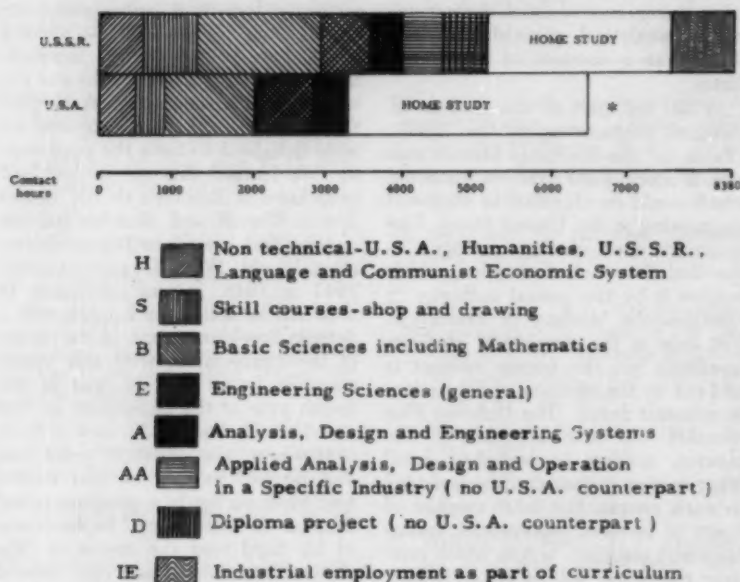 U.S.S.R.
HOME STUDY
U.S.A.
HOME STUDY
*
Contact hours
0 1000 2000 3000 4000 5000 6000 7000 8380
H Non technical-U.S.A., Humanities, U.S.S.R.,
Language and Communist Economic System
S Skill courses-shop and drawing
B Basic Sciences including Mathematics
E Engineering Sciences (general)
A Analysis, Design and Engineering Systems
AA Applied Analysis, Design and Operation
in a Specific Industry ( no U.S.A. counterpart )
D Diploma project ( no U.S.A. counterpart )
IE Industrial employment as part of curriculum